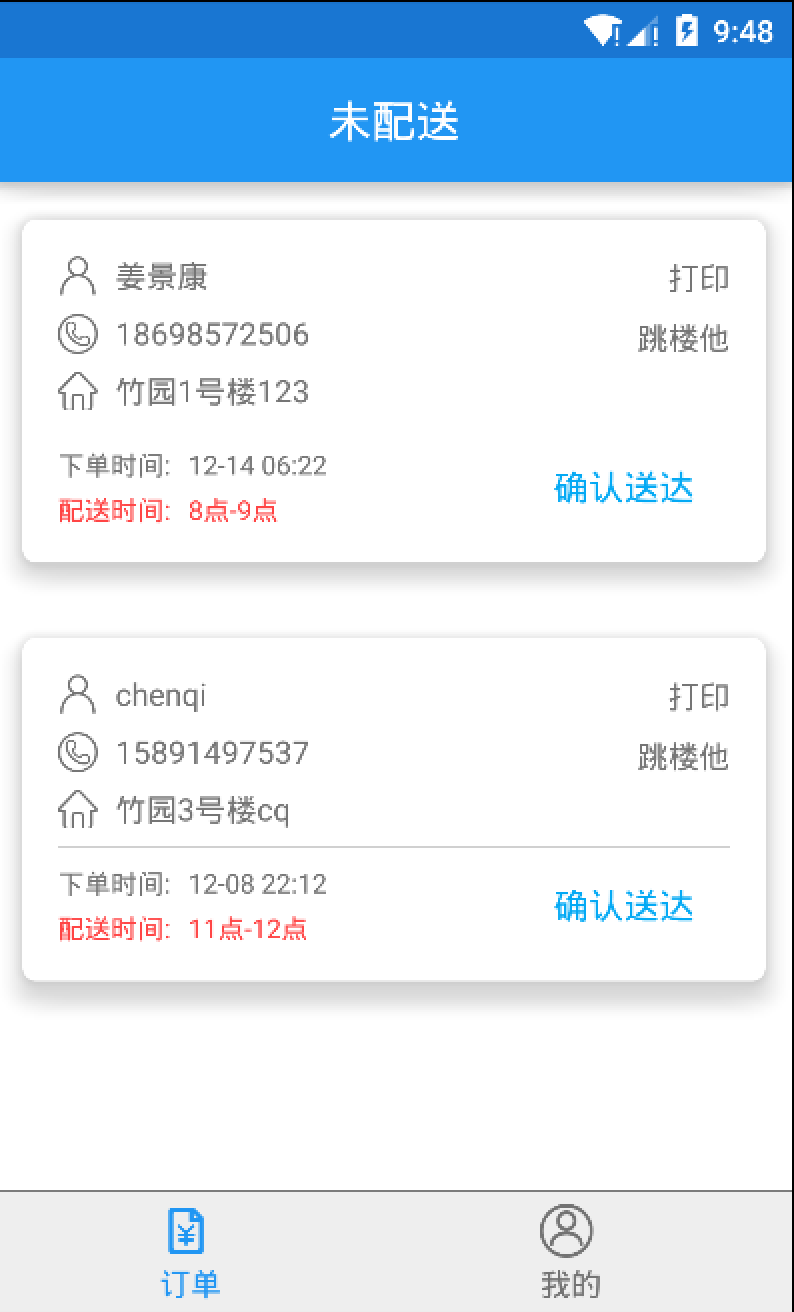 9:48
未配送
姜景康
打印
18698572506
跳楼他
竹园1号楼123
下单时间: 12-14 06:22
确认送达
配送时间: 8点-9点
chenqi
打印
15891497537
跳楼他
竹园3号楼cq
下单时间: 12-08 22:12
确认送达
配送时间: 11点-12点
订单
我的